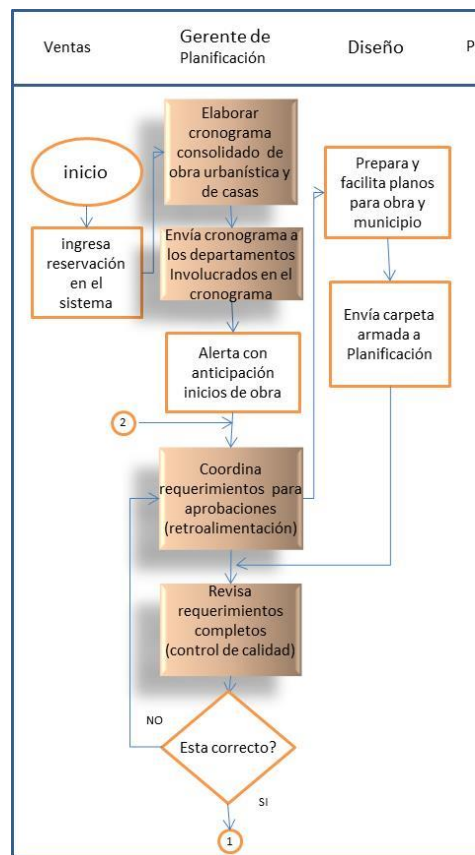 Ventas
Gerente de
Planificación
Diseño
P
inicio
ingresa
reservación
en el
sistema
Elaborar
cronograma
consolidado de
obra urbanística y
de casas
Envía cronograma a
los departamentos
Involucrados en el
cronograma
Alerta con
anticipación
inicios de obra
2
Coordina
requerimientos para
aprobaciones
(retroalimentación)
Revisa
requerimientos
completos
(control de calidad)
NO
Esta correcto?
SI
1
Prepara y
facilita planos
para obra y
municipio
Envía carpeta
armada a
Planificación